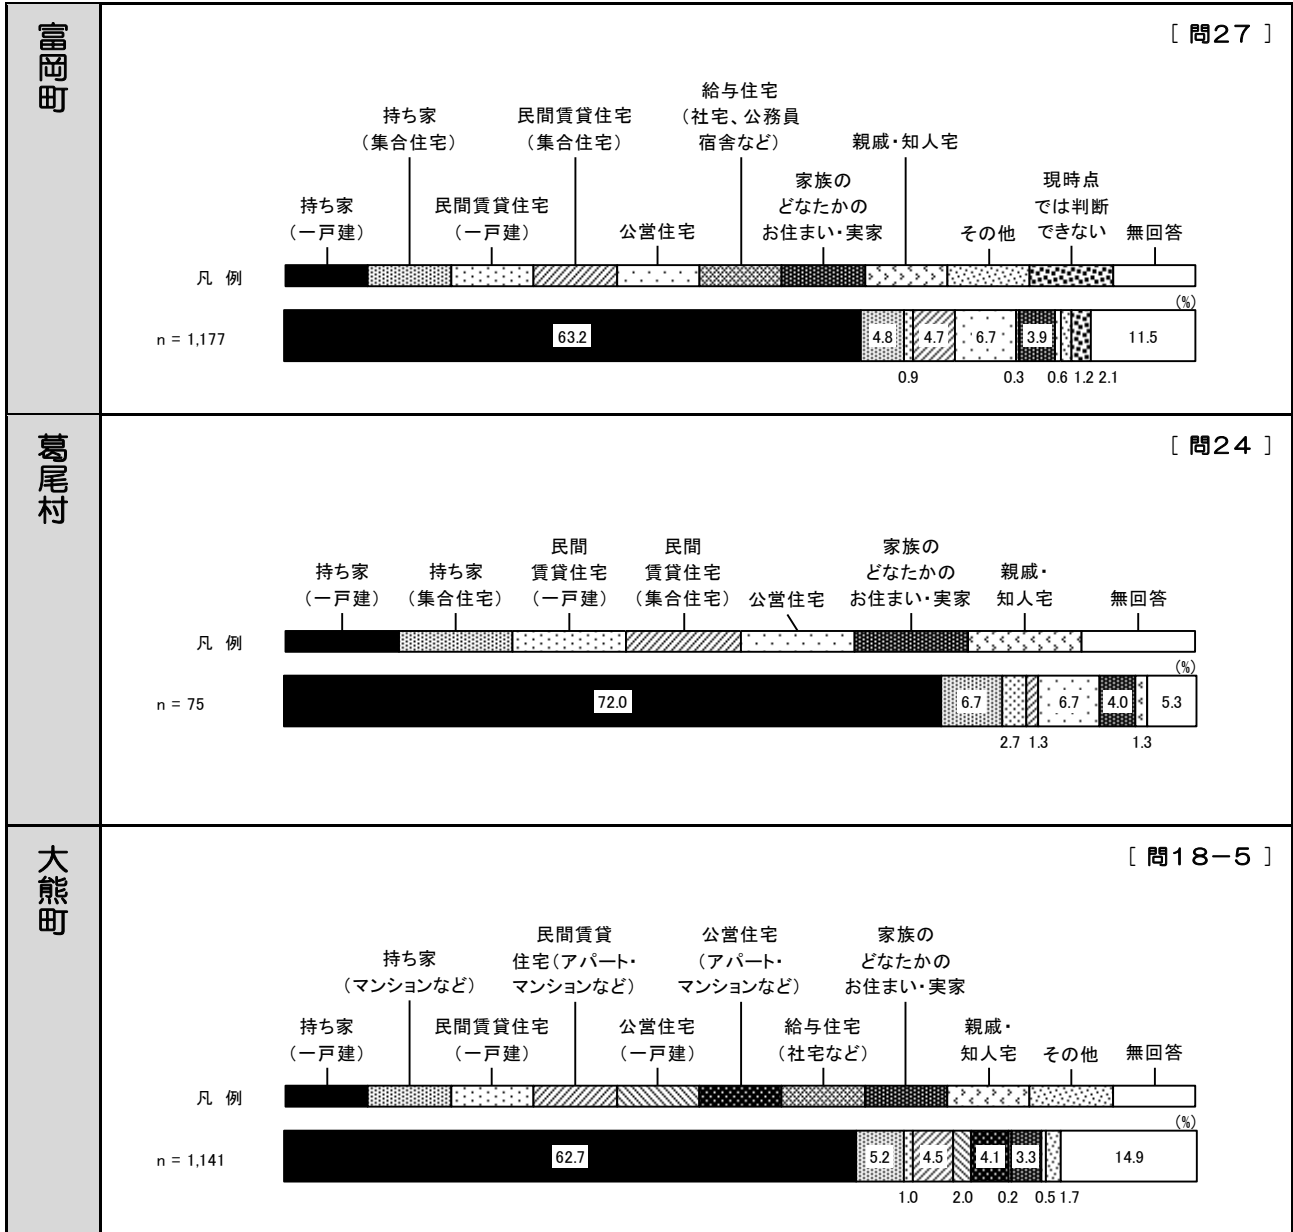 富岡町
[ 問27 ]
給与住宅
持ち家
民間賃貸住宅
(社宅、公務員
(集合住宅)
(集合住宅)
宿舎など)
親戚・知人宅
家族の
現時点
持ち家
民間賃貸住宅
どなたかの
では判断
(一戸建)
(一戸建)
公営住宅
お住まい・実家
その他
できない
無回答
凡 例
(%)
n = 1,177
63.2
4.8
4.7
6.7
3.9
11.5
0.9
0.3
0.6
1.2
2.1
葛尾村
[ 問24 ]
民間
民間
家族の
持ち家
持ち家
賃貸住宅
賃貸住宅
どなたかの
親戚・
(一戸建)
(集合住宅)
(一戸建)
(集合住宅)
公営住宅
お住まい・実家
知人宅
無回答
凡 例
(%)
n = 75
72.0
6.7
6.7
4.0
5.3
2.7
1.3
1.3
大熊町
[ 問18-5 ]
民間賃貸
公営住宅
家族の
持ち家
住宅(アパート・
(アパート・
どなたかの
(マンションなど)
マンションなど)
マンションなど)
お住まい・実家
持ち家
民間賃貸住宅
公営住宅
給与住宅
親戚・
(一戸建)
(一戸建)
(一戸建)
(社宅など)
知人宅
その他
無回答
凡 例
(%)
n = 1,141
62.7
5.2
4.5
4.1
3.3
14.9
1.0
2.0
0.2
0.5
1.7